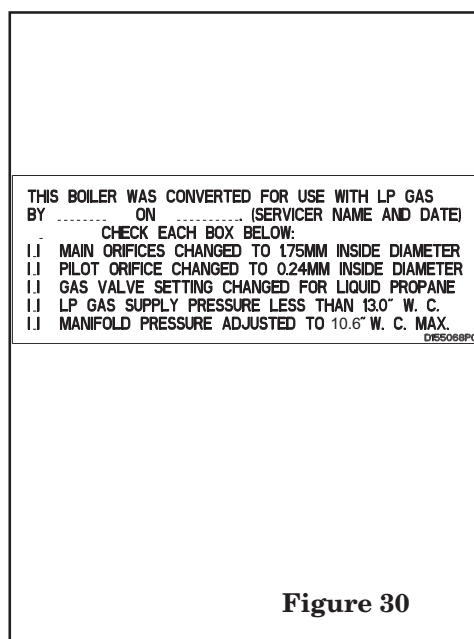 THIS BOILER WAS CONVERTED FOR USE WITH LP GAS
BY ........ ON ........... (SERVICER NAME AND DATE)
CHECK EACH BOX BELOW:
I.I MAIN ORIFICES CHANGED TO 1.75MM INSIDE DIAMETER
I.I PILOT ORIFICE CHANGED TO 0.24MM INSIDE DIAMETER
I.I GAS VALVE SETTING CHANGED FOR LIQUID PROPANE
I.I LP GAS SUPPLY PRESSURE LESS THAN 13.0" W. C.
I.I MANIFOLD PRESSURE ADJUSTED TO 10.6" W. C. MAX.
D155068P0
Figure 30